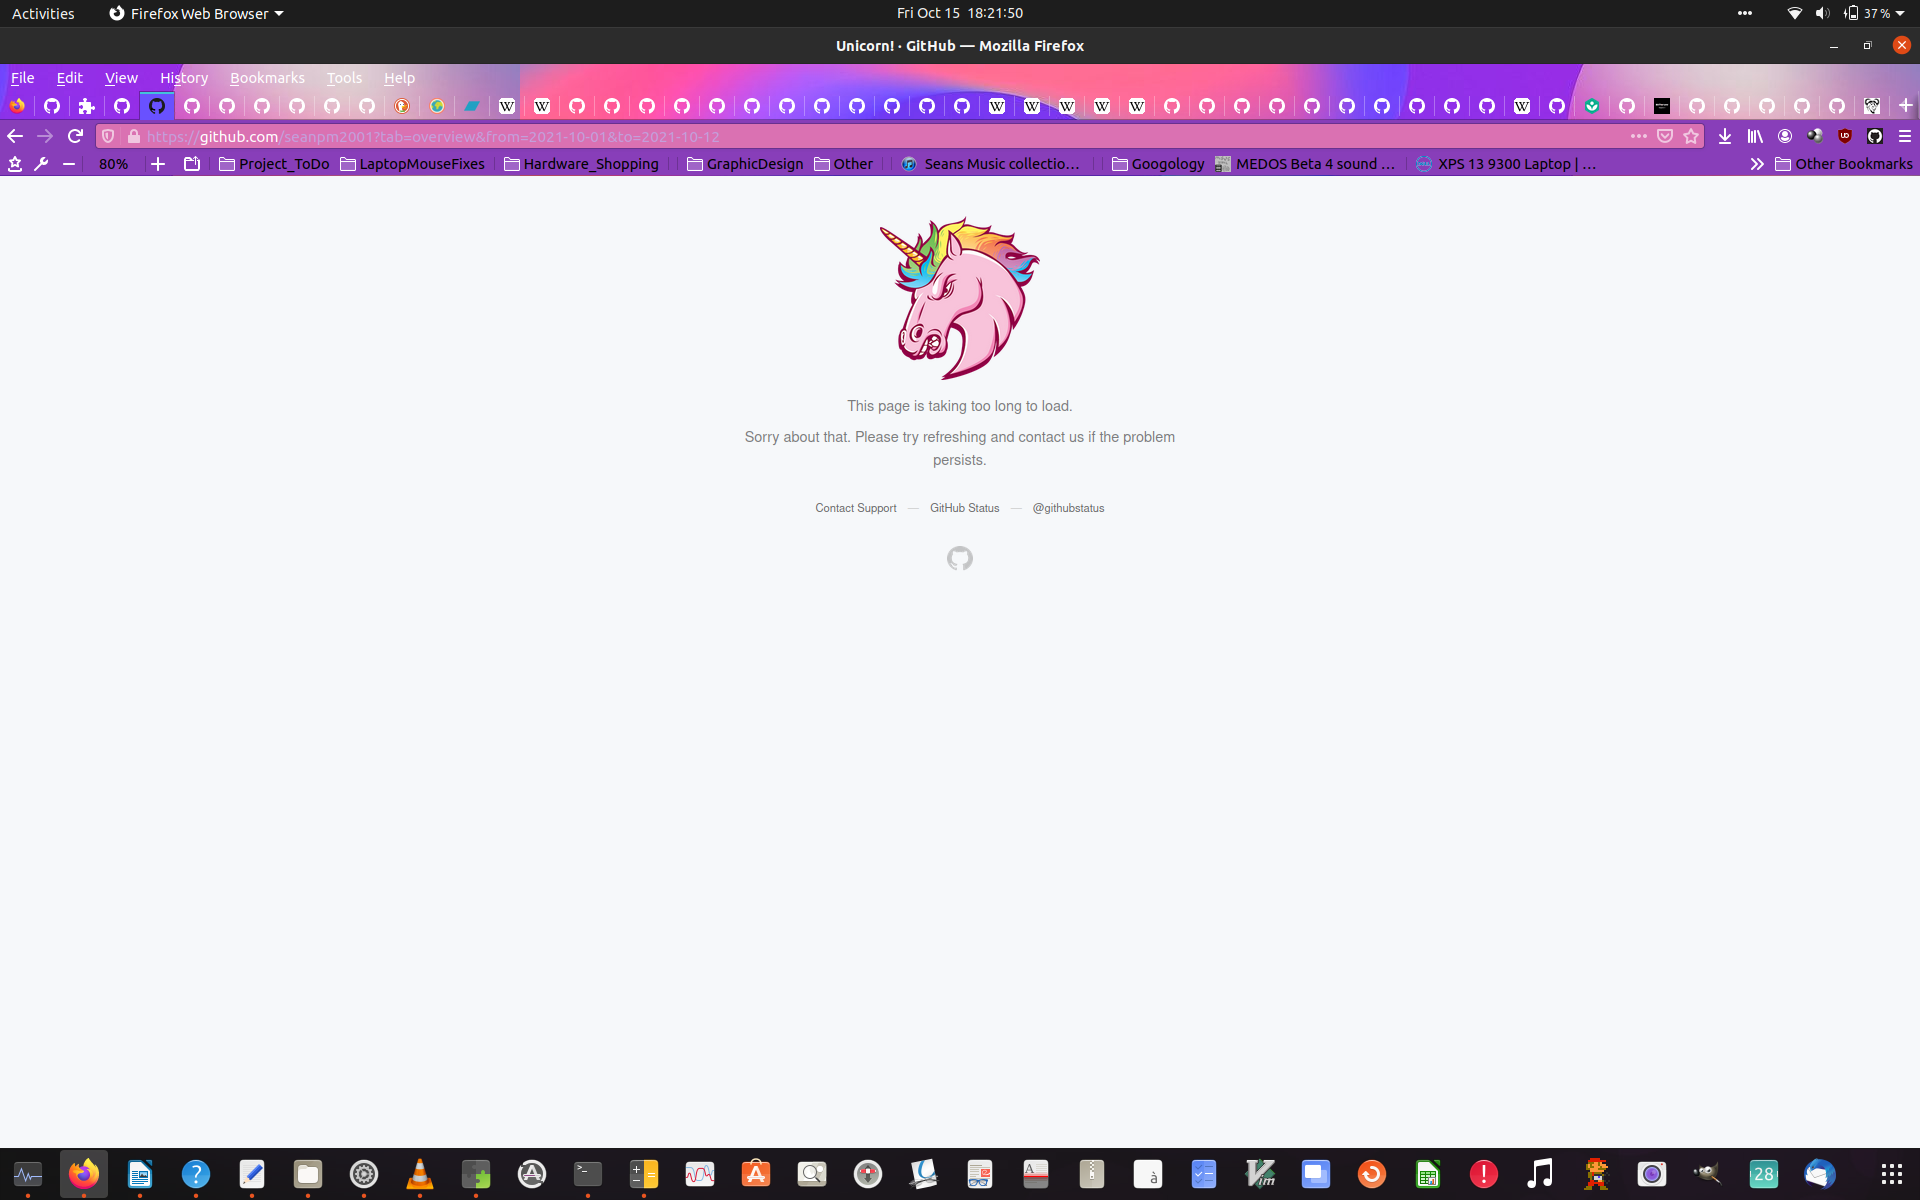 Activities
Firefox Web Browser
Fri Oct 15 18:21:50
37 %
Unicorn! · GitHub — Mozilla Firefox
File Edit View History Bookmarks Tools Help
https://github.com/seanpm2001?tab=overview&from=2021-10-01&to=2021-10-12
80% Project_ToDo LaptopMouseFixes Hardware_Shopping GraphicDesign Other Seans Music collectio… Googology MEDOS Beta 4 sound … XPS 13 9300 Laptop | … Other Bookmarks
This page is taking too long to load.
Sorry about that. Please try refreshing and contact us if the problem
persists.
Contact Support — GitHub Status — @githubstatus
28